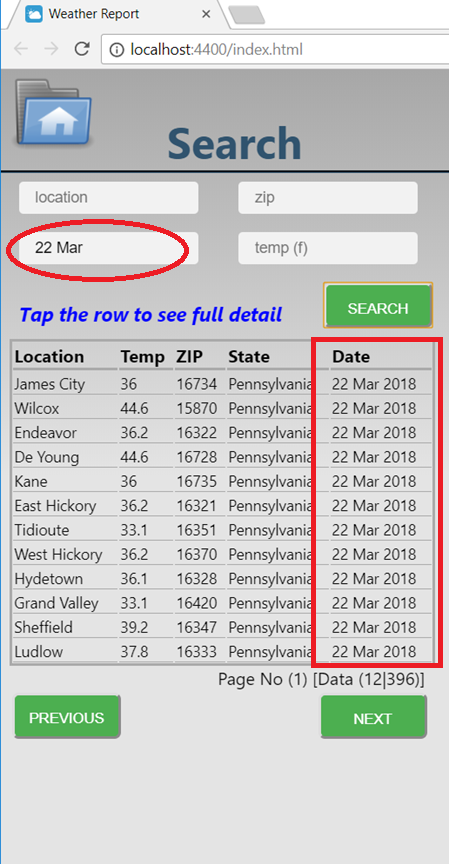 Weather Report
localhost:4400/index.html
Search
location zip
22 Mar temp (f)
SEARCH
Tap the row to see full detail
Location Temp ZIP State Date
James City 36 16734 Pennsylvania 22 Mar 2018
Wilcox 44.6 15870 Pennsylvania 22 Mar 2018
Endeavor 36.2 16322 Pennsylvania 22 Mar 2018
De Young 44.6 16728 Pennsylvania 22 Mar 2018
Kane 36 16735 Pennsylvania 22 Mar 2018
East Hickory 36.2 16321 Pennsylvania 22 Mar 2018
Tidioute 33.1 16351 Pennsylvania 22 Mar 2018
West Hickory 36.2 16370 Pennsylvania 22 Mar 2018
Hydetown 36.1 16328 Pennsylvania 22 Mar 2018
Grand Valley 33.1 16420 Pennsylvania 22 Mar 2018
Sheffield 39.2 16347 Pennsylvania 22 Mar 2018
Ludlow 37.8 16333 Pennsylvania 22 Mar 2018
Page No (1) [Data (12|396)]
PREVIOUS NEXT